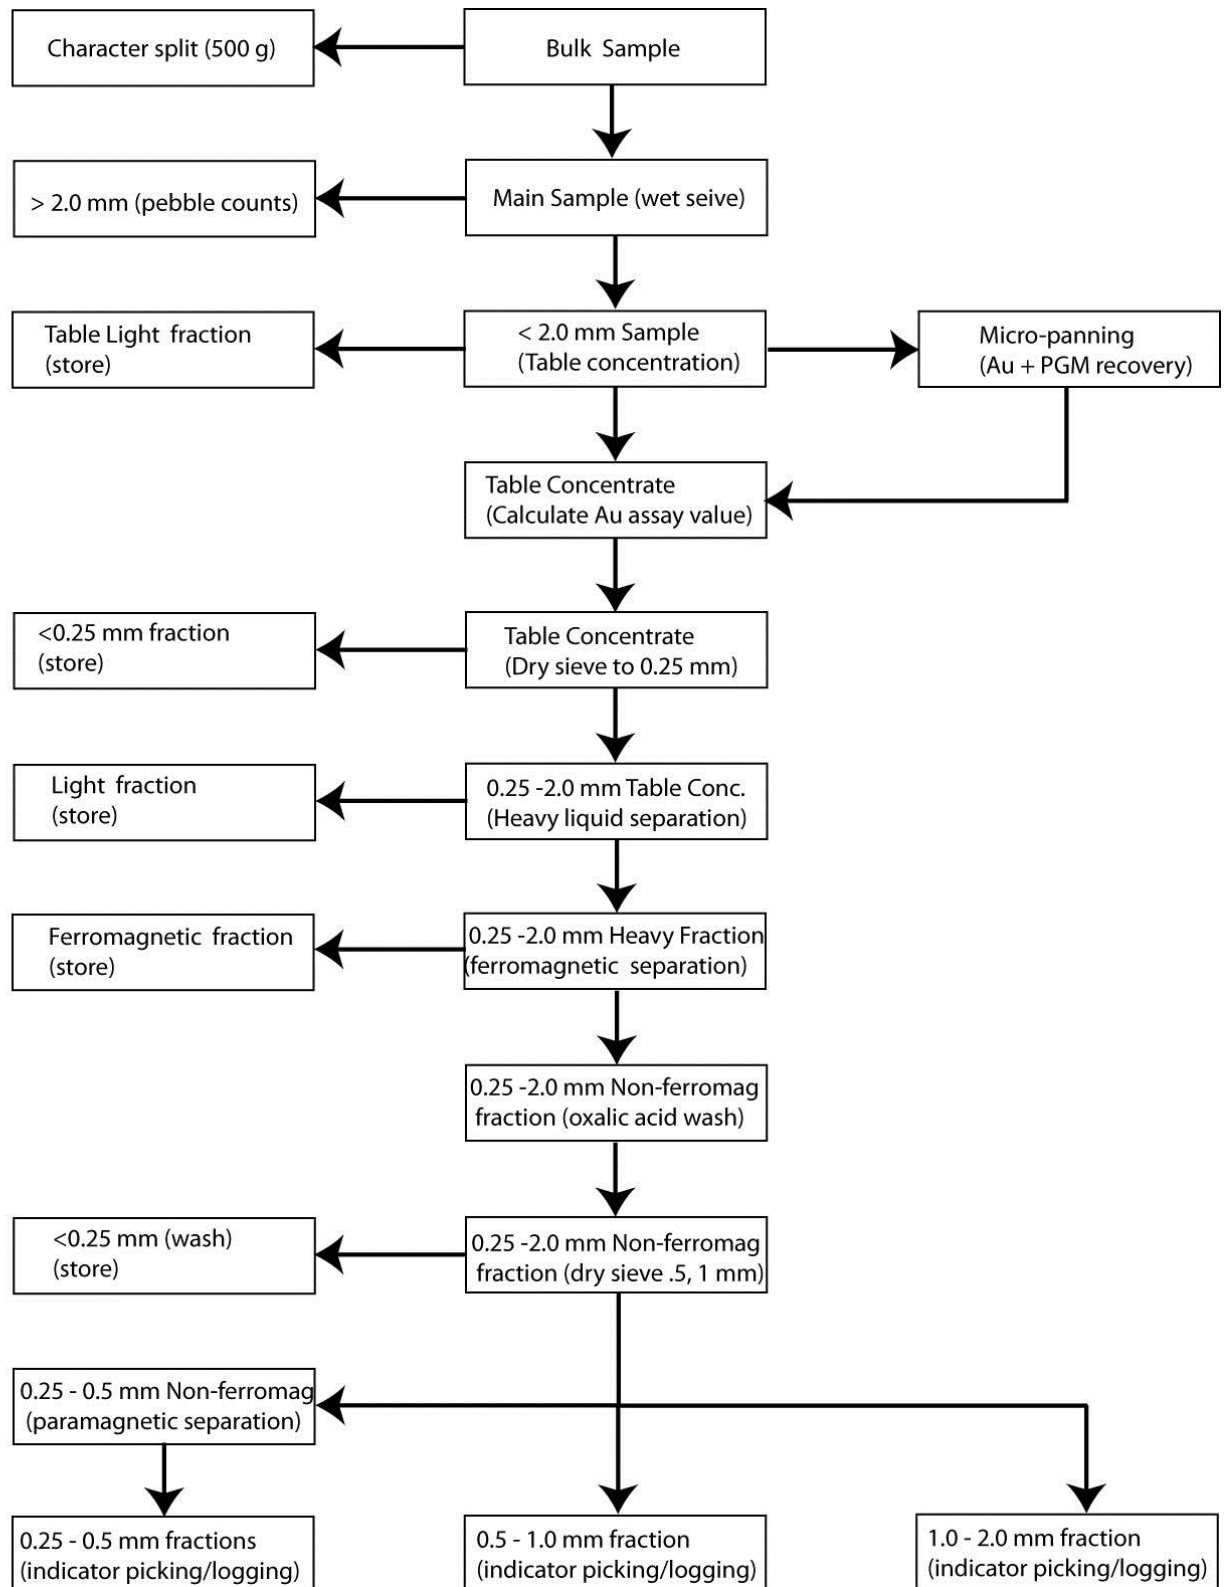 Character split (500 g)
Bulk Sample
> 2.0 mm (pebble counts)
Main Sample (wet seive)
Table Light fraction
(store)
< 2.0 mm Sample
(Table concentration)
Micro-panning
(Au + PGM recovery)
Table Concentrate
(Calculate Au assay value)
<0.25 mm fraction
(store)
Table Concentrate
(Dry sieve to 0.25 mm)
Light fraction
(store)
0.25 -2.0 mm Table Conc.
(Heavy liquid separation)
Ferromagnetic fraction
(store)
0.25 -2.0 mm Heavy Fraction
(ferromagnetic separation)
0.25 -2.0 mm Non-ferromag
fraction (oxalic acid wash)
<0.25 mm (wash)
(store)
0.25 -2.0 mm Non-ferromag
fraction (dry sieve .5, 1 mm)
0.25 - 0.5 mm Non-ferromag
(paramagnetic separation)
0.25 - 0.5 mm fractions
(indicator picking/logging)
0.5 - 1.0 mm fraction
(indicator picking/logging)
1.0 - 2.0 mm fraction
(indicator picking/logging)